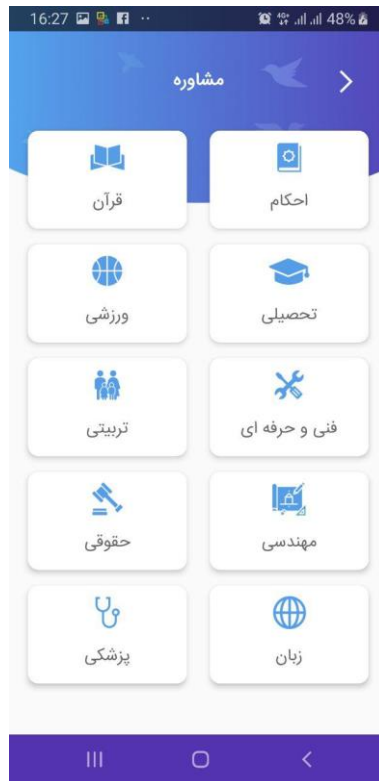 16:27 48%
مشاوره
احکام
قرآن
تحصیلی
ورزشی
فنی و حرفه ای
تربیتی
مهندسی
حقوقی
زبان
پزشکی